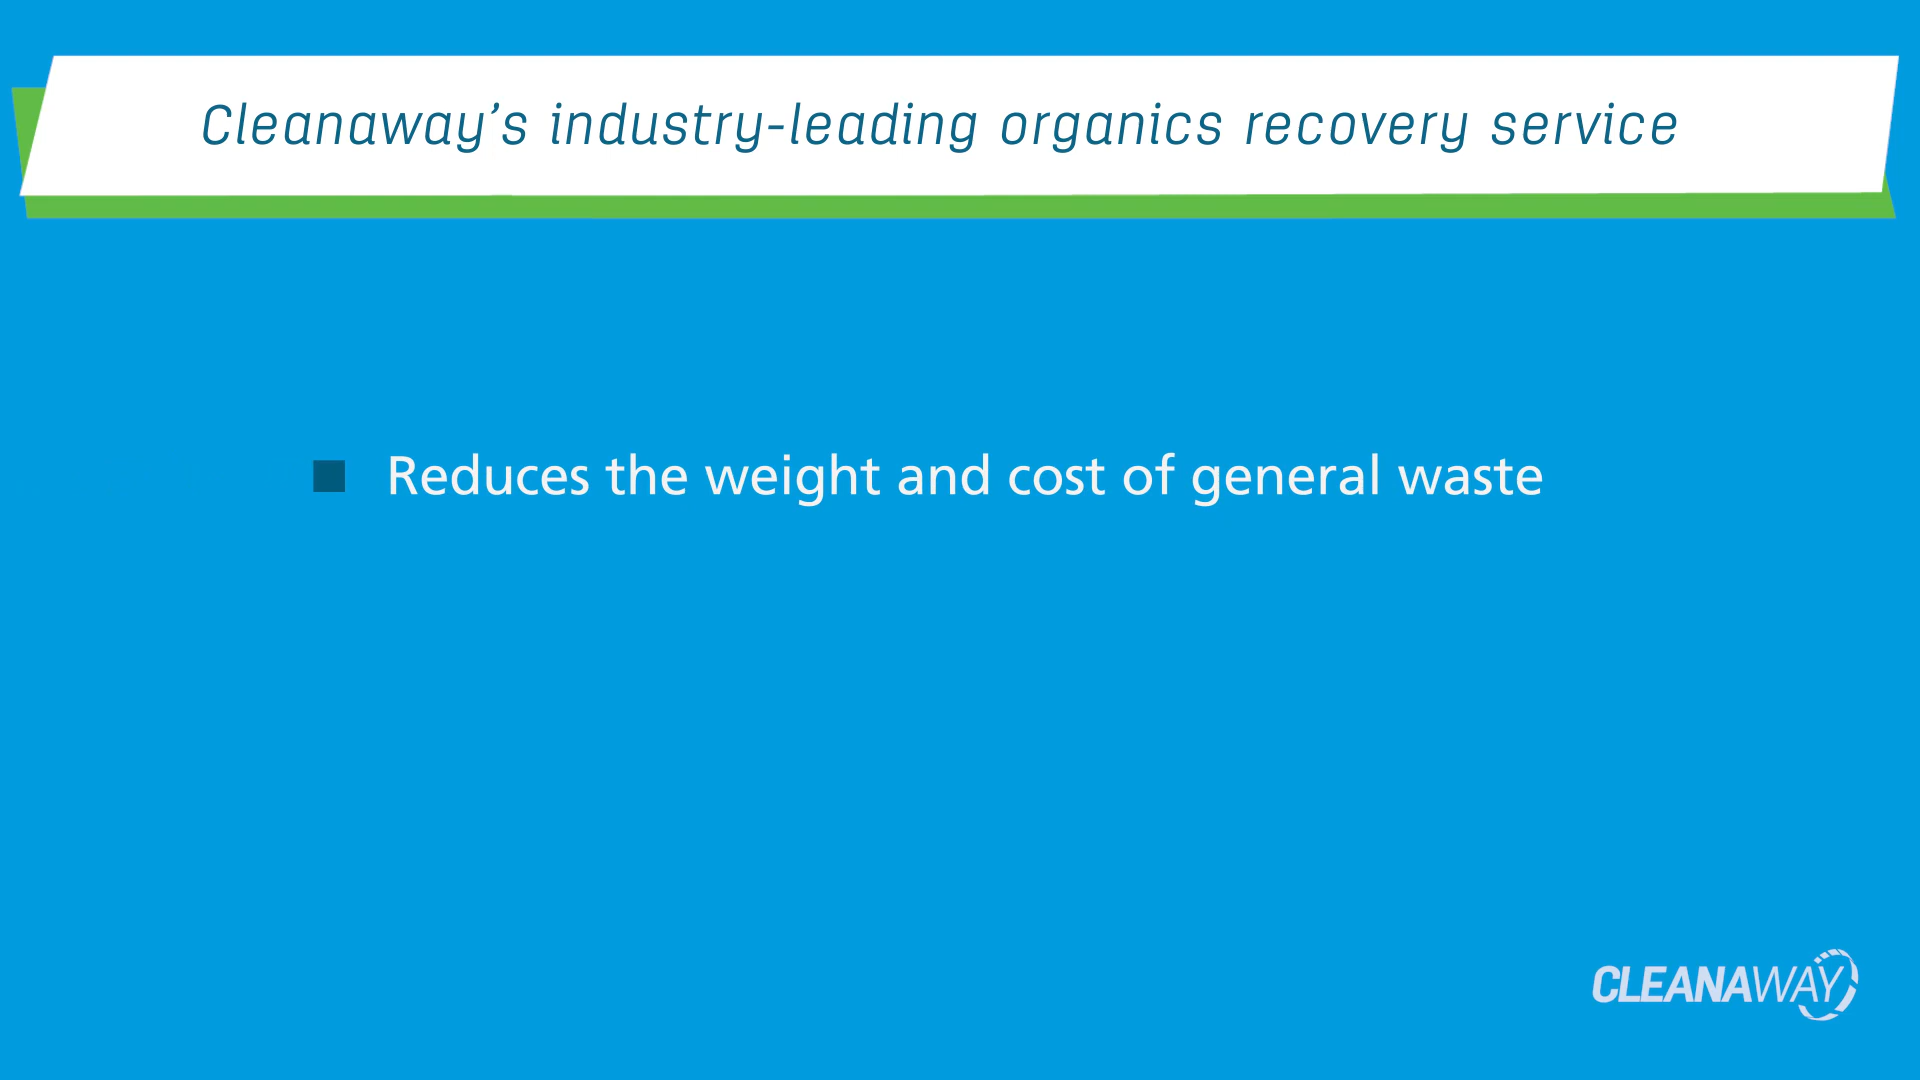 Cleanaway’s industry-leading organics recovery service
Reduces the weight and cost of general waste
CLEANAWAY